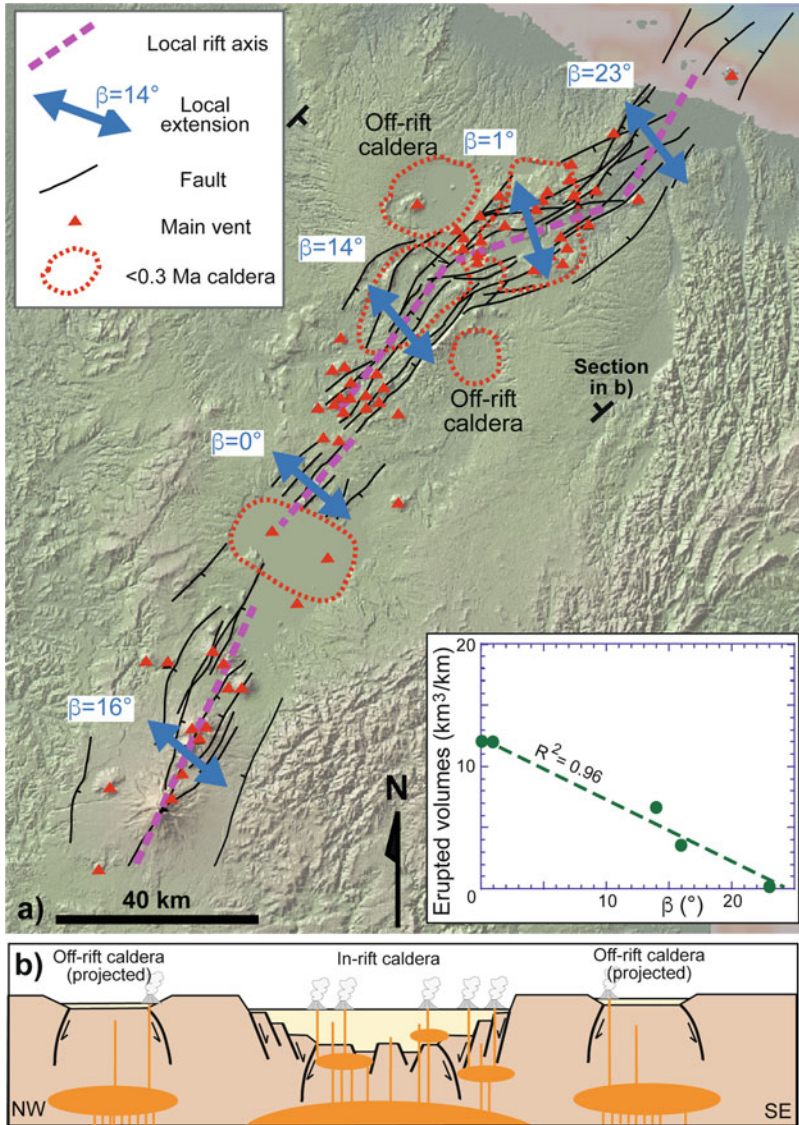 Local rift axis
β=14°
Local
extension
Fault
Main vent
<0.3 Ma caldera
β=23°
Off-rift
caldera
β=1°
β=14°
Section
in b)
Off-rift
caldera
β=0°
β=16°
N
40 km
a)
Erupted volumes (km³/km)
20
10
0
R² = 0.96
10
20
β (°)
b)
Off-rift caldera
(projected)
In-rift caldera
Off-rift caldera
(projected)
NW
SE